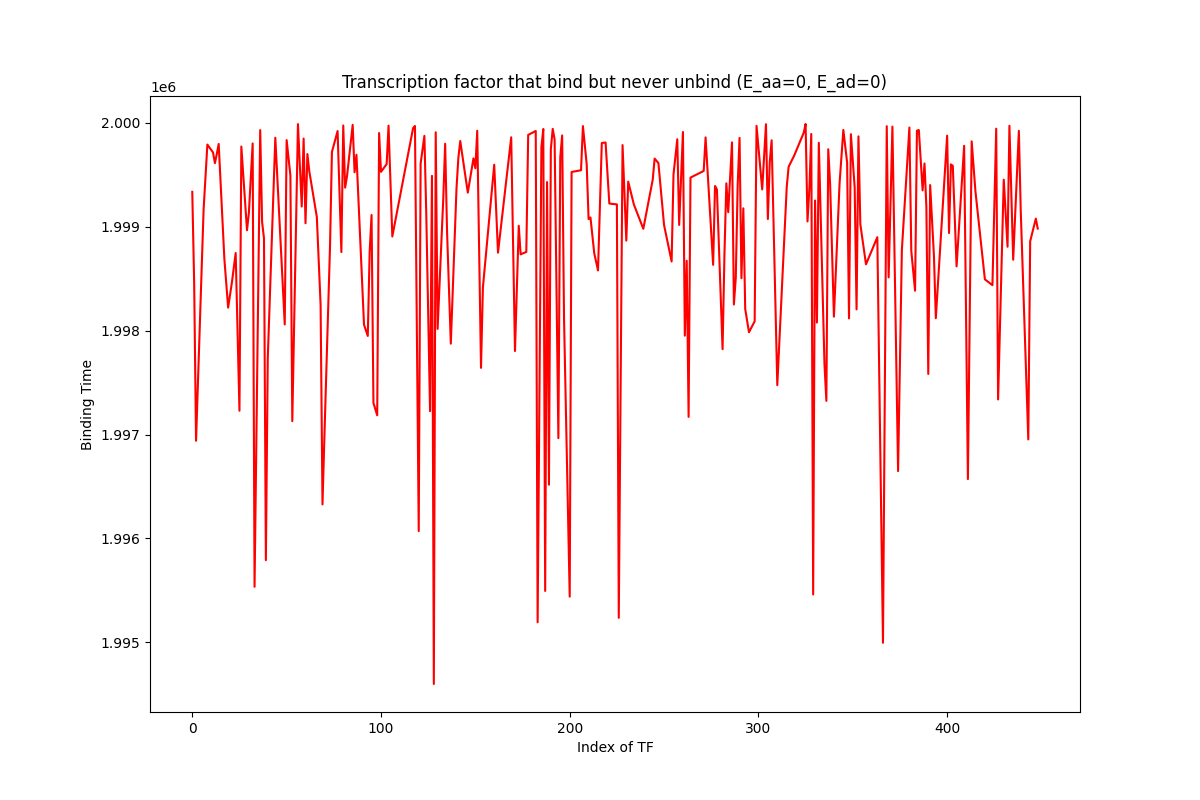 Transcription factor that bind but never unbind (E_aa=0, E_ad=0)
1e6
2.000
1.999
1.998
1.997
1.996
1.995
Binding Time
0 100 200 300 400
Index of TF